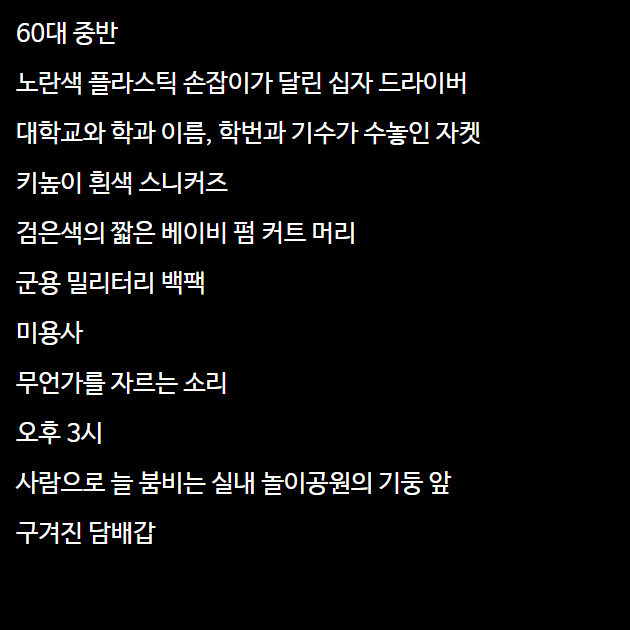 60대 중반
노란색 플라스틱 손잡이가 달린 십자 드라이버
대학교와 학과 이름, 학번과 기수가 수놓인 자켓
키높이 흰색 스니커즈
검은색의 짧은 베이비 펌 커트 머리
군용 밀리터리 백팩
미용사
무언가를 자르는 소리
오후 3시
사람으로 늘 붐비는 실내 놀이공원의 기둥 앞
구겨진 담배갑